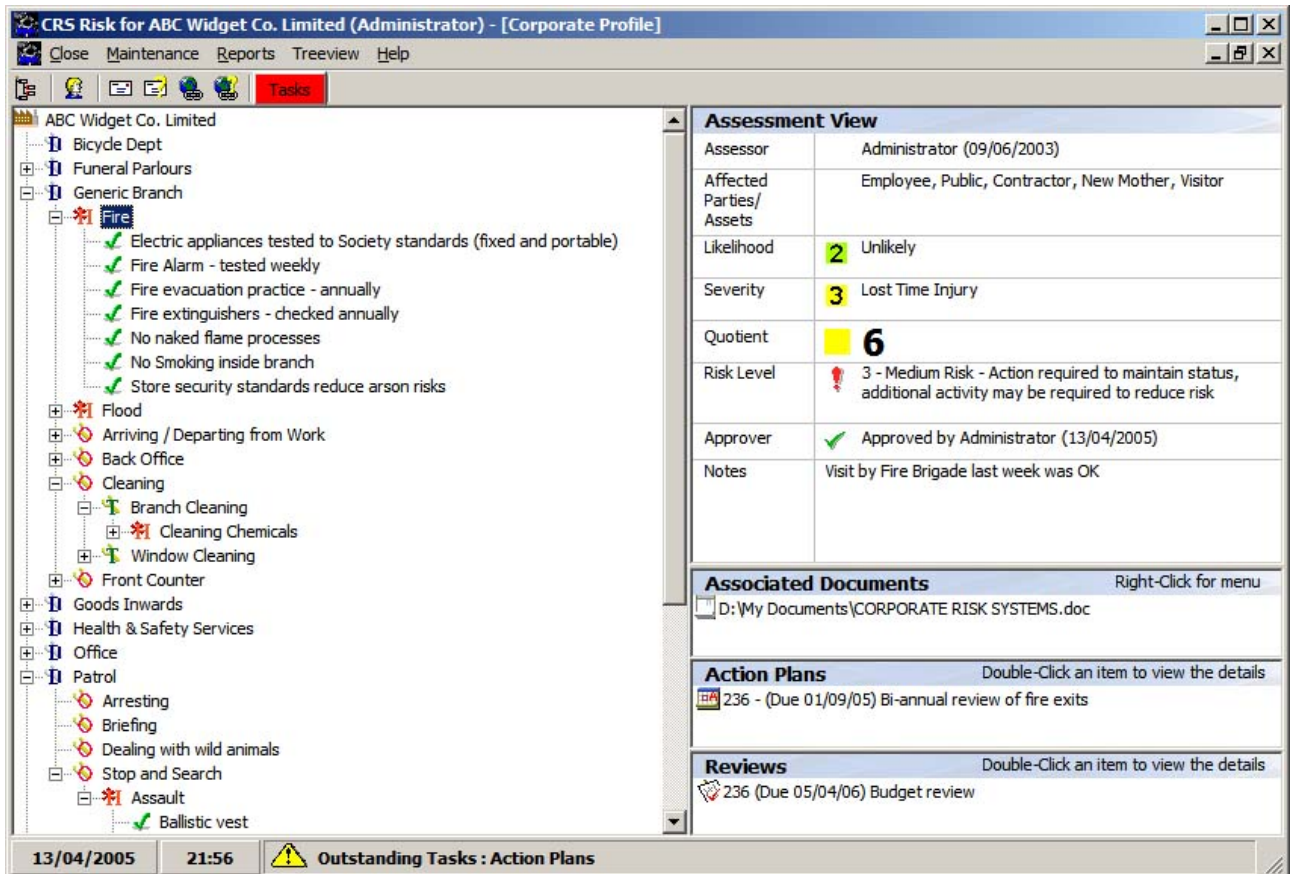 CRS Risk for ABC Widget Co. Limited (Administrator) - [Corporate Profile]
Close Maintenance Reports Treeview Help
Tasks
ABC Widget Co. Limited
Bicycle Dept
Funeral Parlours
Generic Branch
Fire
Electric appliances tested to Society standards (fixed and portable)
Fire Alarm - tested weekly
Fire evacuation practice - annually
Fire extinguishers - checked annually
No naked flame processes
No Smoking inside branch
Store security standards reduce arson risks
Flood
Arriving / Departing from Work
Back Office
Cleaning
Branch Cleaning
Cleaning Chemicals
Window Cleaning
Front Counter
Goods Inwards
Health & Safety Services
Office
Patrol
Arresting
Briefing
Dealing with wild animals
Stop and Search
Assault
Ballistic vest
Assessment View
Assessor Administrator (09/06/2003)
Affected Employee, Public, Contractor, New Mother, Visitor
Parties/
Assets
Likelihood 2 Unlikely
Severity 3 Lost Time Injury
Quotient 6
Risk Level 3 - Medium Risk - Action required to maintain status,
additional activity may be required to reduce risk
Approver Approved by Administrator (13/04/2005)
Notes Visit by Fire Brigade last week was OK
Associated Documents Right-Click for menu
D:\My Documents\CORPORATE RISK SYSTEMS.doc
Action Plans Double-Click an item to view the details
236 - (Due 01/09/05) Bi-annual review of fire exits
Reviews Double-Click an item to view the details
236 (Due 05/04/06) Budget review
13/04/2005 21:56 Outstanding Tasks : Action Plans